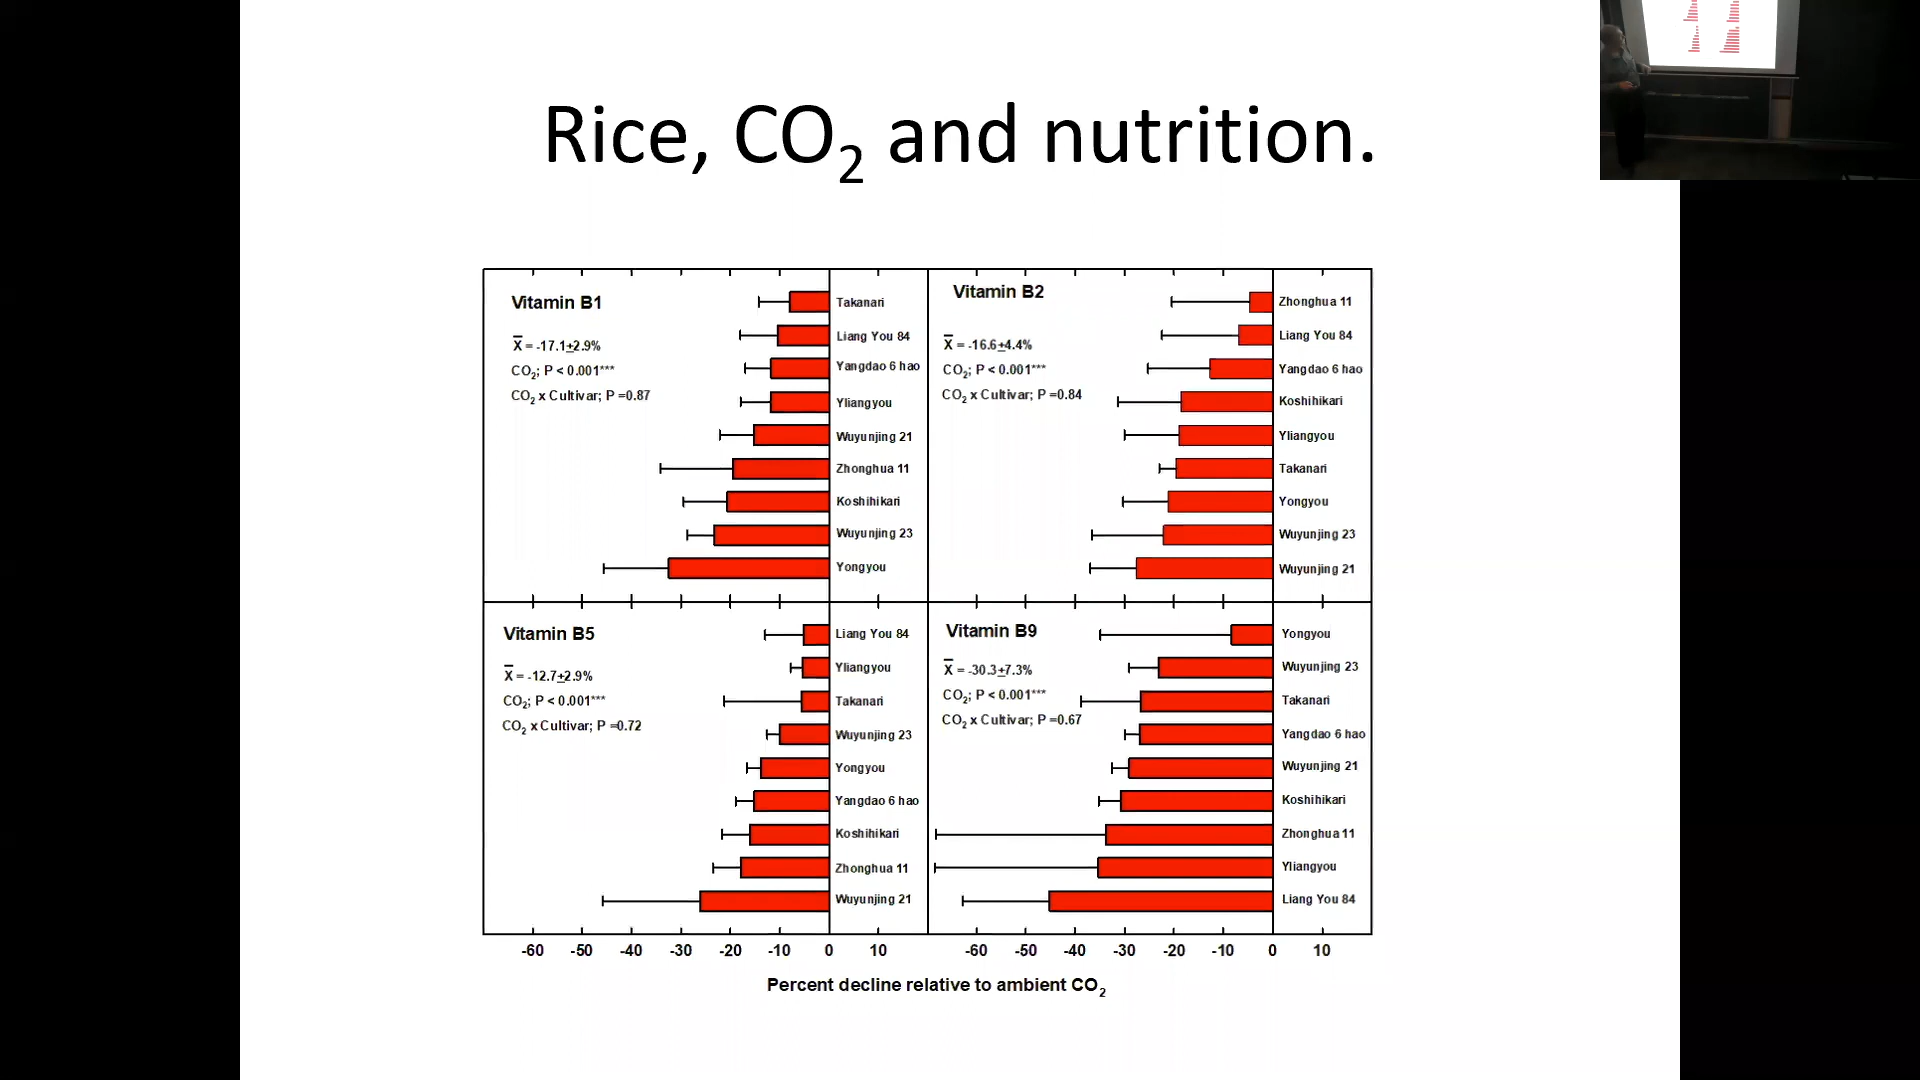 Rice, CO2 and nutrition.
Vitamin B1
X̅ = -17.1±2.9%
CO2; P < 0.001***
CO2 x Cultivar; P =0.87
Takanari
Liang You 84
Yangdao 6 hao
Yliangyou
Wuyunjing 21
Zhonghua 11
Koshihikari
Wuyunjing 23
Yongyou
Vitamin B2
X̅ = -16.6±4.4%
CO2; P < 0.001***
CO2 x Cultivar; P =0.84
Zhonghua 11
Liang You 84
Yangdao 6 hao
Koshihikari
Yliangyou
Takanari
Yongyou
Wuyunjing 23
Wuyunjing 21
Vitamin B5
X̅ = -12.7±2.9%
CO2; P < 0.001***
CO2 x Cultivar; P =0.72
Liang You 84
Yliangyou
Takanari
Wuyunjing 23
Yongyou
Yangdao 6 hao
Koshihikari
Zhonghua 11
Wuyunjing 21
Vitamin B9
X̅ = -30.3±7.3%
CO2; P < 0.001***
CO2 x Cultivar; P =0.67
Yongyou
Wuyunjing 23
Takanari
Yangdao 6 hao
Wuyunjing 21
Koshihikari
Zhonghua 11
Yliangyou
Liang You 84
-60 -50 -40 -30 -20 -10 0 10 -60 -50 -40 -30 -20 -10 0 10
Percent decline relative to ambient CO2